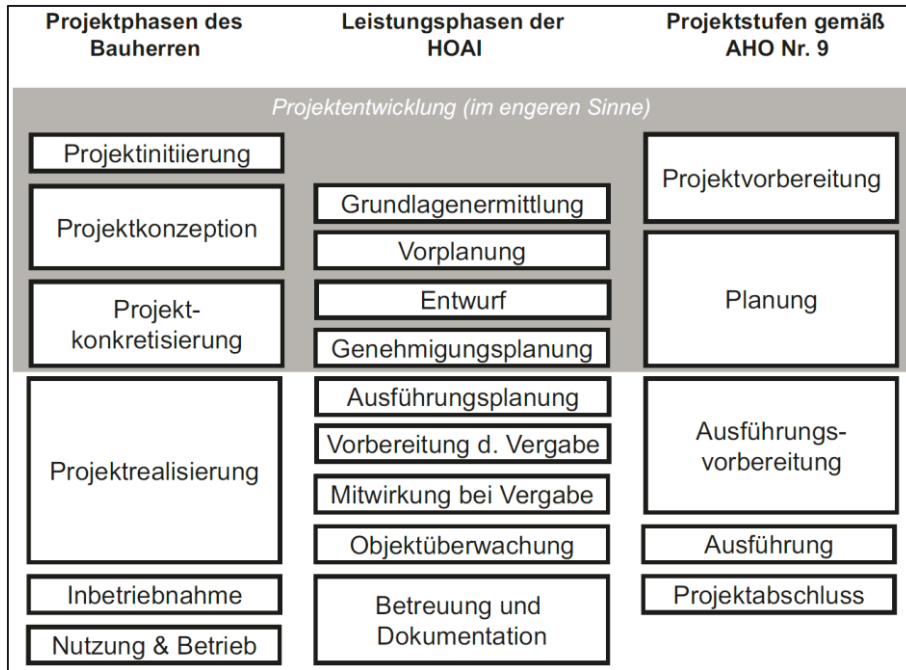 Projektphasen des
Bauherren
Leistungsphasen der
HOAI
Projektstufen gemäß
AHO Nr. 9
Projektentwicklung (im engeren Sinne)
Projektinitiierung
Projektkonzeption
Projekt-
konkretisierung
Projektrealisierung
Inbetriebnahme
Nutzung & Betrieb
Grundlagenermittlung
Vorplanung
Entwurf
Genehmigungsplanung
Ausführungsplanung
Vorbereitung d. Vergabe
Mitwirkung bei Vergabe
Objektüberwachung
Betreuung und
Dokumentation
Projektvorbereitung
Planung
Ausführungs-
vorbereitung
Ausführung
Projektabschluss